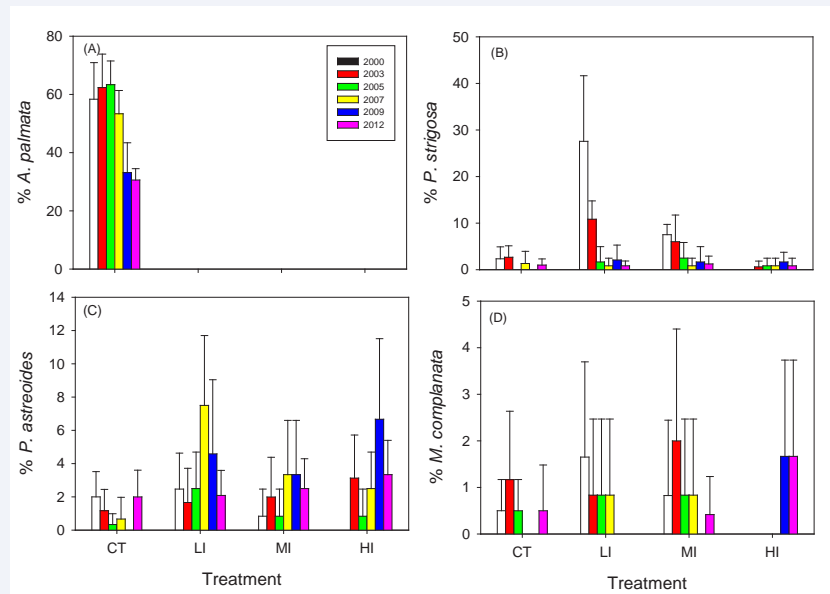 (A)
80
60
40
20
0
% A. palmata
2000
2003
2005
2007
2009
2012
(B)
50
40
30
20
10
0
% P. strigosa
(C)
14
12
10
8
6
4
2
0
% P. astreoides
CT LI MI HI
Treatment
(D)
5
4
3
2
1
0
% M. complanata
CT LI MI HI
Treatment